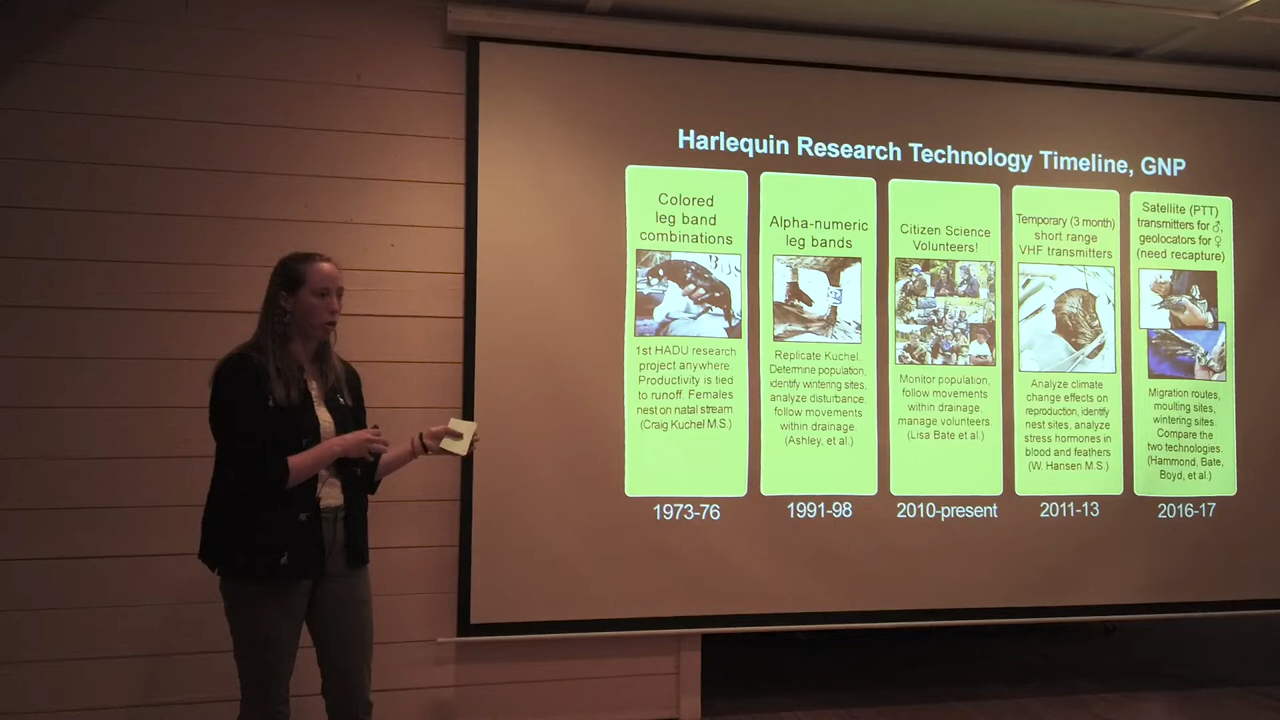 Harlequin Research Technology Timeline, GNP
Colored
leg band
combinations
1st HADU research
project anywhere.
Productivity is tied
to runoff. Females
nest on natal stream.
(Craig Kuchel M.S.)
1973-76
Alpha-numeric
leg bands
Replicate Kuchel.
Determine population,
identify wintering sites,
analyze disturbance.
follow movements
within drainage.
(Ashley, et al.)
1991-98
Citizen Science
Volunteers!
Monitor population,
follow movements
within drainage,
manage volunteers.
(Lisa Bate et al.)
2010-present
Temporary (3 month)
short range
VHF transmitters
Analyze climate
change effects on
reproduction, identify
nest sites, analyze
stress hormones in
blood and feathers
(W. Hansen M.S.)
2011-13
Satellite (PTT)
transmitters for ♂,
geolocators for ♀
(need recapture)
Migration routes,
moulting sites,
wintering sites.
Compare the
two technologies.
(Hammond, Bate,
Boyd, et al.)
2016-17